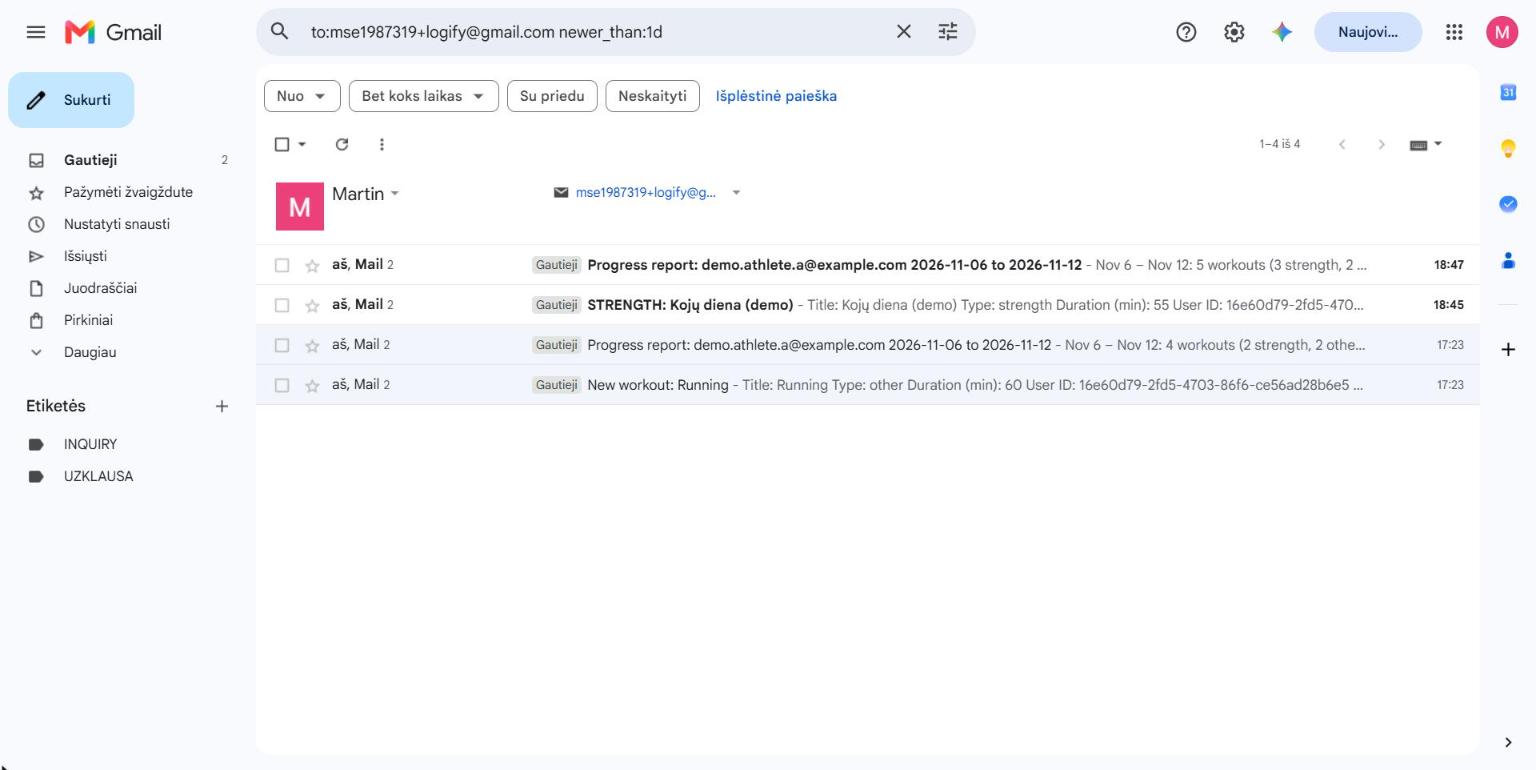 Gmail
to:mse1987319+logify@gmail.com newer_than:1d
Naujovi...
M
Sukurti
Nuo
Bet koks laikas
Su priedu
Neskaityti
Išplėstinė paieška
31
Gautieji 2
Pažymėti žvaigždute
Nustatyti snausti
Išsiųsti
Juodraščiai
Pirkiniai
Daugiau
Etiketės
INQUIRY
UZKLAUSA
1–4 iš 4
M
Martin
mse1987319+logify@g...
aš, Mail 2 Gautieji Progress report: demo.athlete.a@example.com 2026-11-06 to 2026-11-12 - Nov 6 – Nov 12: 5 workouts (3 strength, 2 ... 18:47
aš, Mail 2 Gautieji STRENGTH: Kojų diena (demo) - Title: Kojų diena (demo) Type: strength Duration (min): 55 User ID: 16e60d79-2fd5-470... 18:45
aš, Mail 2 Gautieji Progress report: demo.athlete.a@example.com 2026-11-06 to 2026-11-12 - Nov 6 – Nov 12: 4 workouts (2 strength, 2 othe... 17:23
aš, Mail 2 Gautieji New workout: Running - Title: Running Type: other Duration (min): 60 User ID: 16e60d79-2fd5-4703-86f6-ce56ad28b6e5 ... 17:23